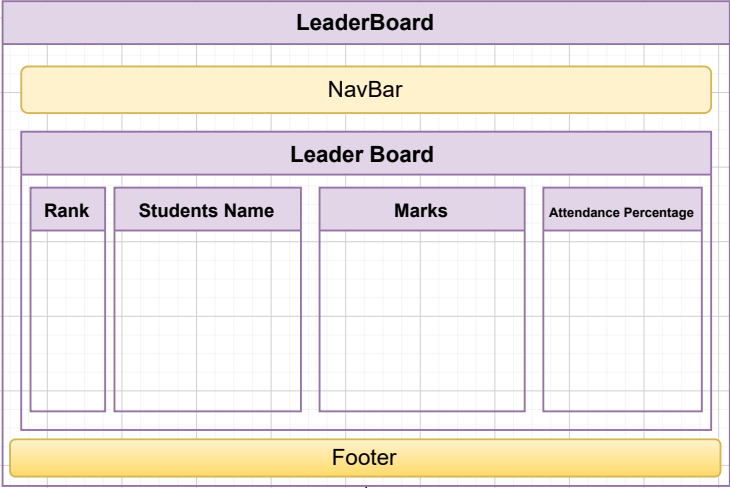 LeaderBoard
NavBar
Leader Board
Rank
Students Name
Marks
Attendance Percentage
Footer